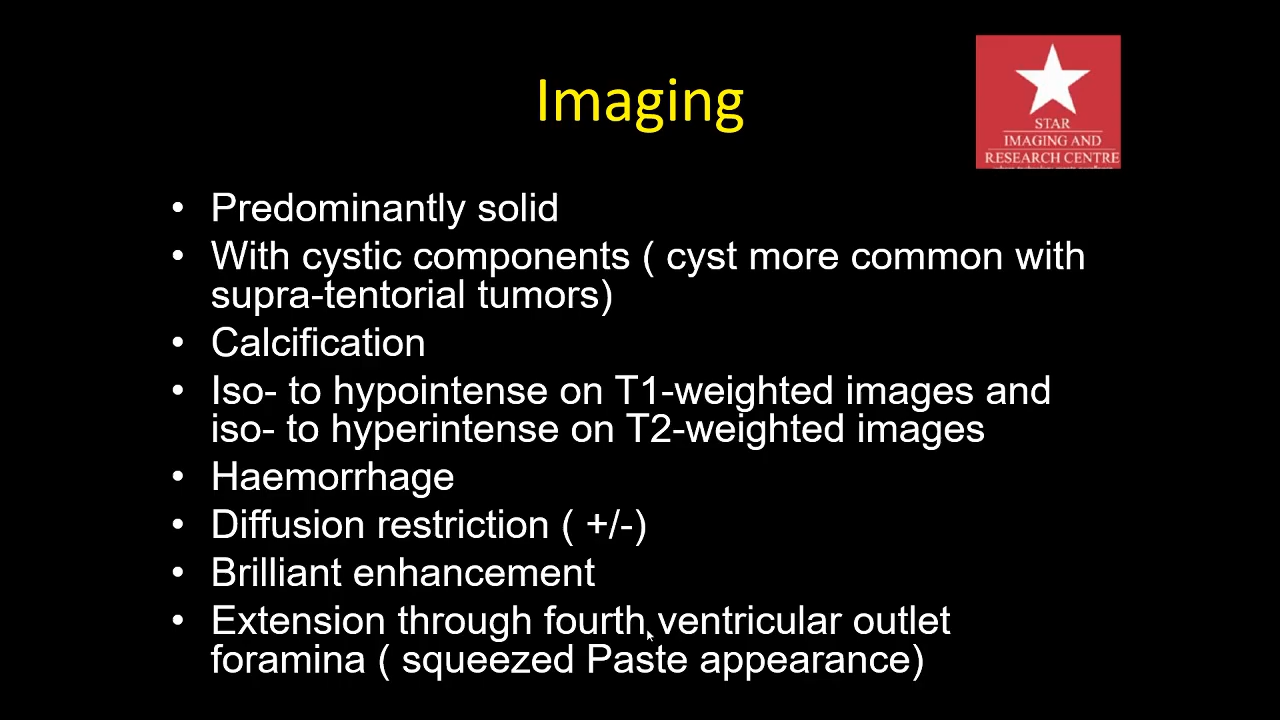 Imaging
STAR
IMAGING AND
RESEARCH CENTRE
• Predominantly solid
• With cystic components ( cyst more common with
supra-tentorial tumors)
• Calcification
• Iso- to hypointense on T1-weighted images and
iso- to hyperintense on T2-weighted images
• Haemorrhage
• Diffusion restriction ( +/-)
• Brilliant enhancement
• Extension through fourth ventricular outlet
foramina ( squeezed Paste appearance)